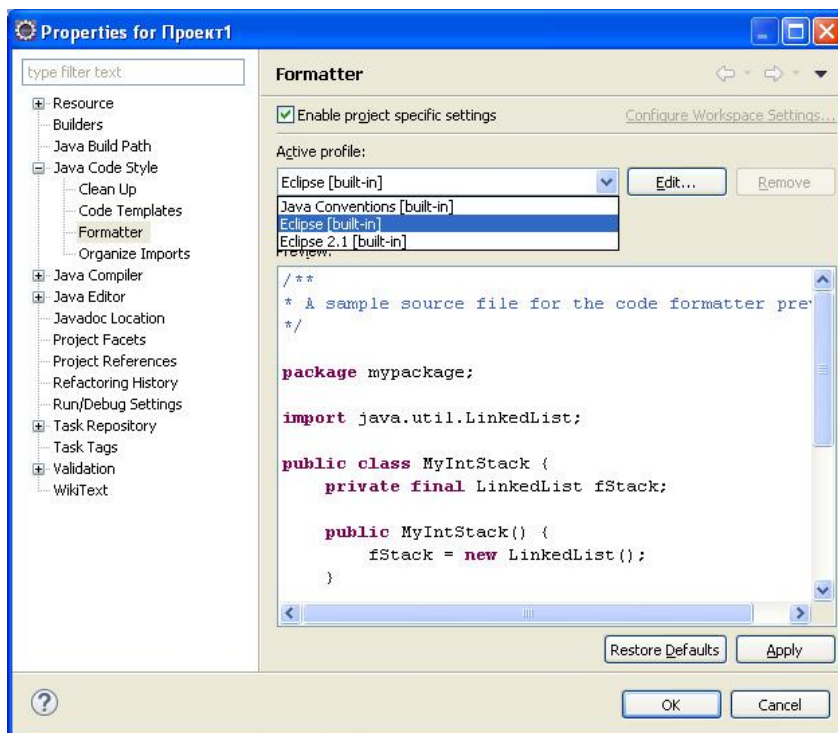 Properties for Проект1
type filter text
Resource
Builders
Java Build Path
Java Code Style
Clean Up
Code Templates
Formatter
Organize Imports
Java Compiler
Java Editor
Javadoc Location
Project Facets
Project References
Refactoring History
Run/Debug Settings
Task Repository
Task Tags
Validation
WikiText
Formatter
Enable project specific settings
Configure Workspace Settings...
Active profile:
Eclipse [built-in]
Edit...
Remove
Java Conventions [built-in]
Eclipse [built-in]
Eclipse 2.1 [built-in]
Preview:
/**
* A sample source file for the code formatter prev
*/
package mypackage;
import java.util.LinkedList;
public class MyIntStack {
private final LinkedList fStack;
public MyIntStack() {
fStack = new LinkedList();
}
Restore Defaults
Apply
?
OK
Cancel